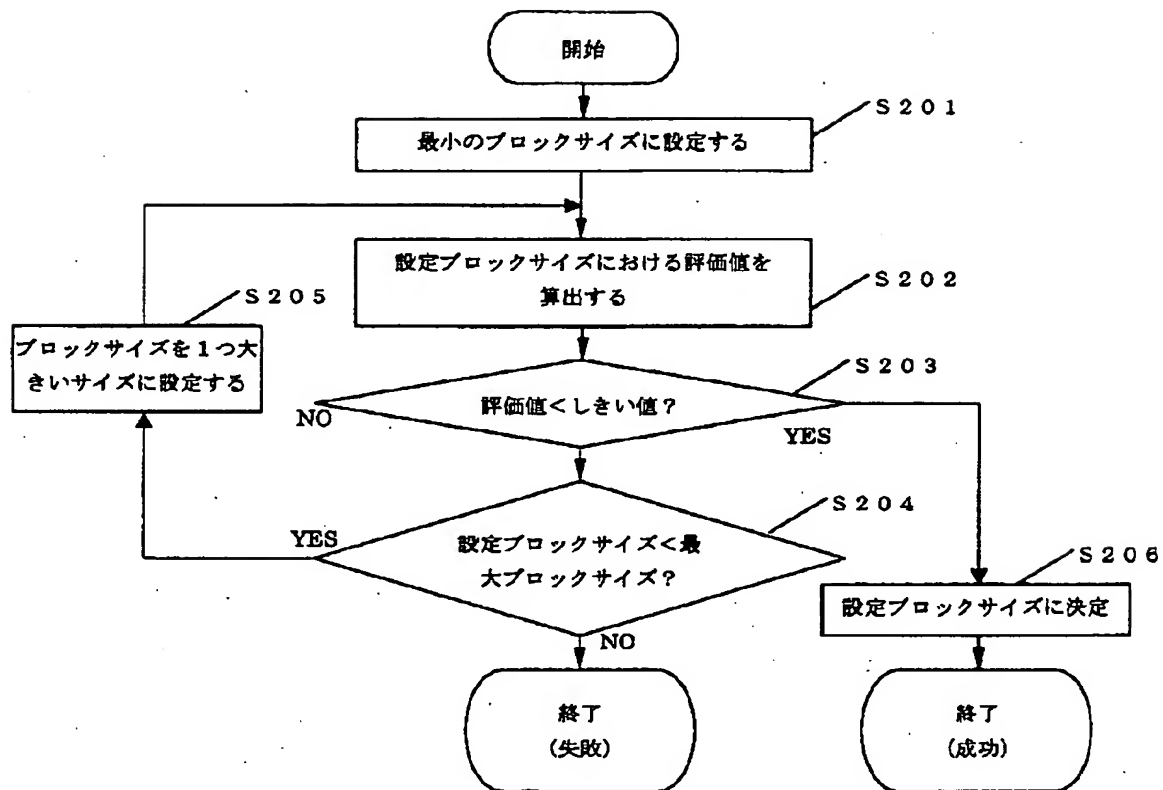 開始
S201
最小のブロックサイズに設定する
設定ブロックサイズにおける評価値を
算出する
S202
S205
ブロックサイズを1つ大
きいサイズに設定する
S203
評価値<しきい値?
NO
YES
S204
YES
設定ブロックサイズ<最
大ブロックサイズ?
NO
S206
設定ブロックサイズに決定
終了
(失敗)
終了
(成功)